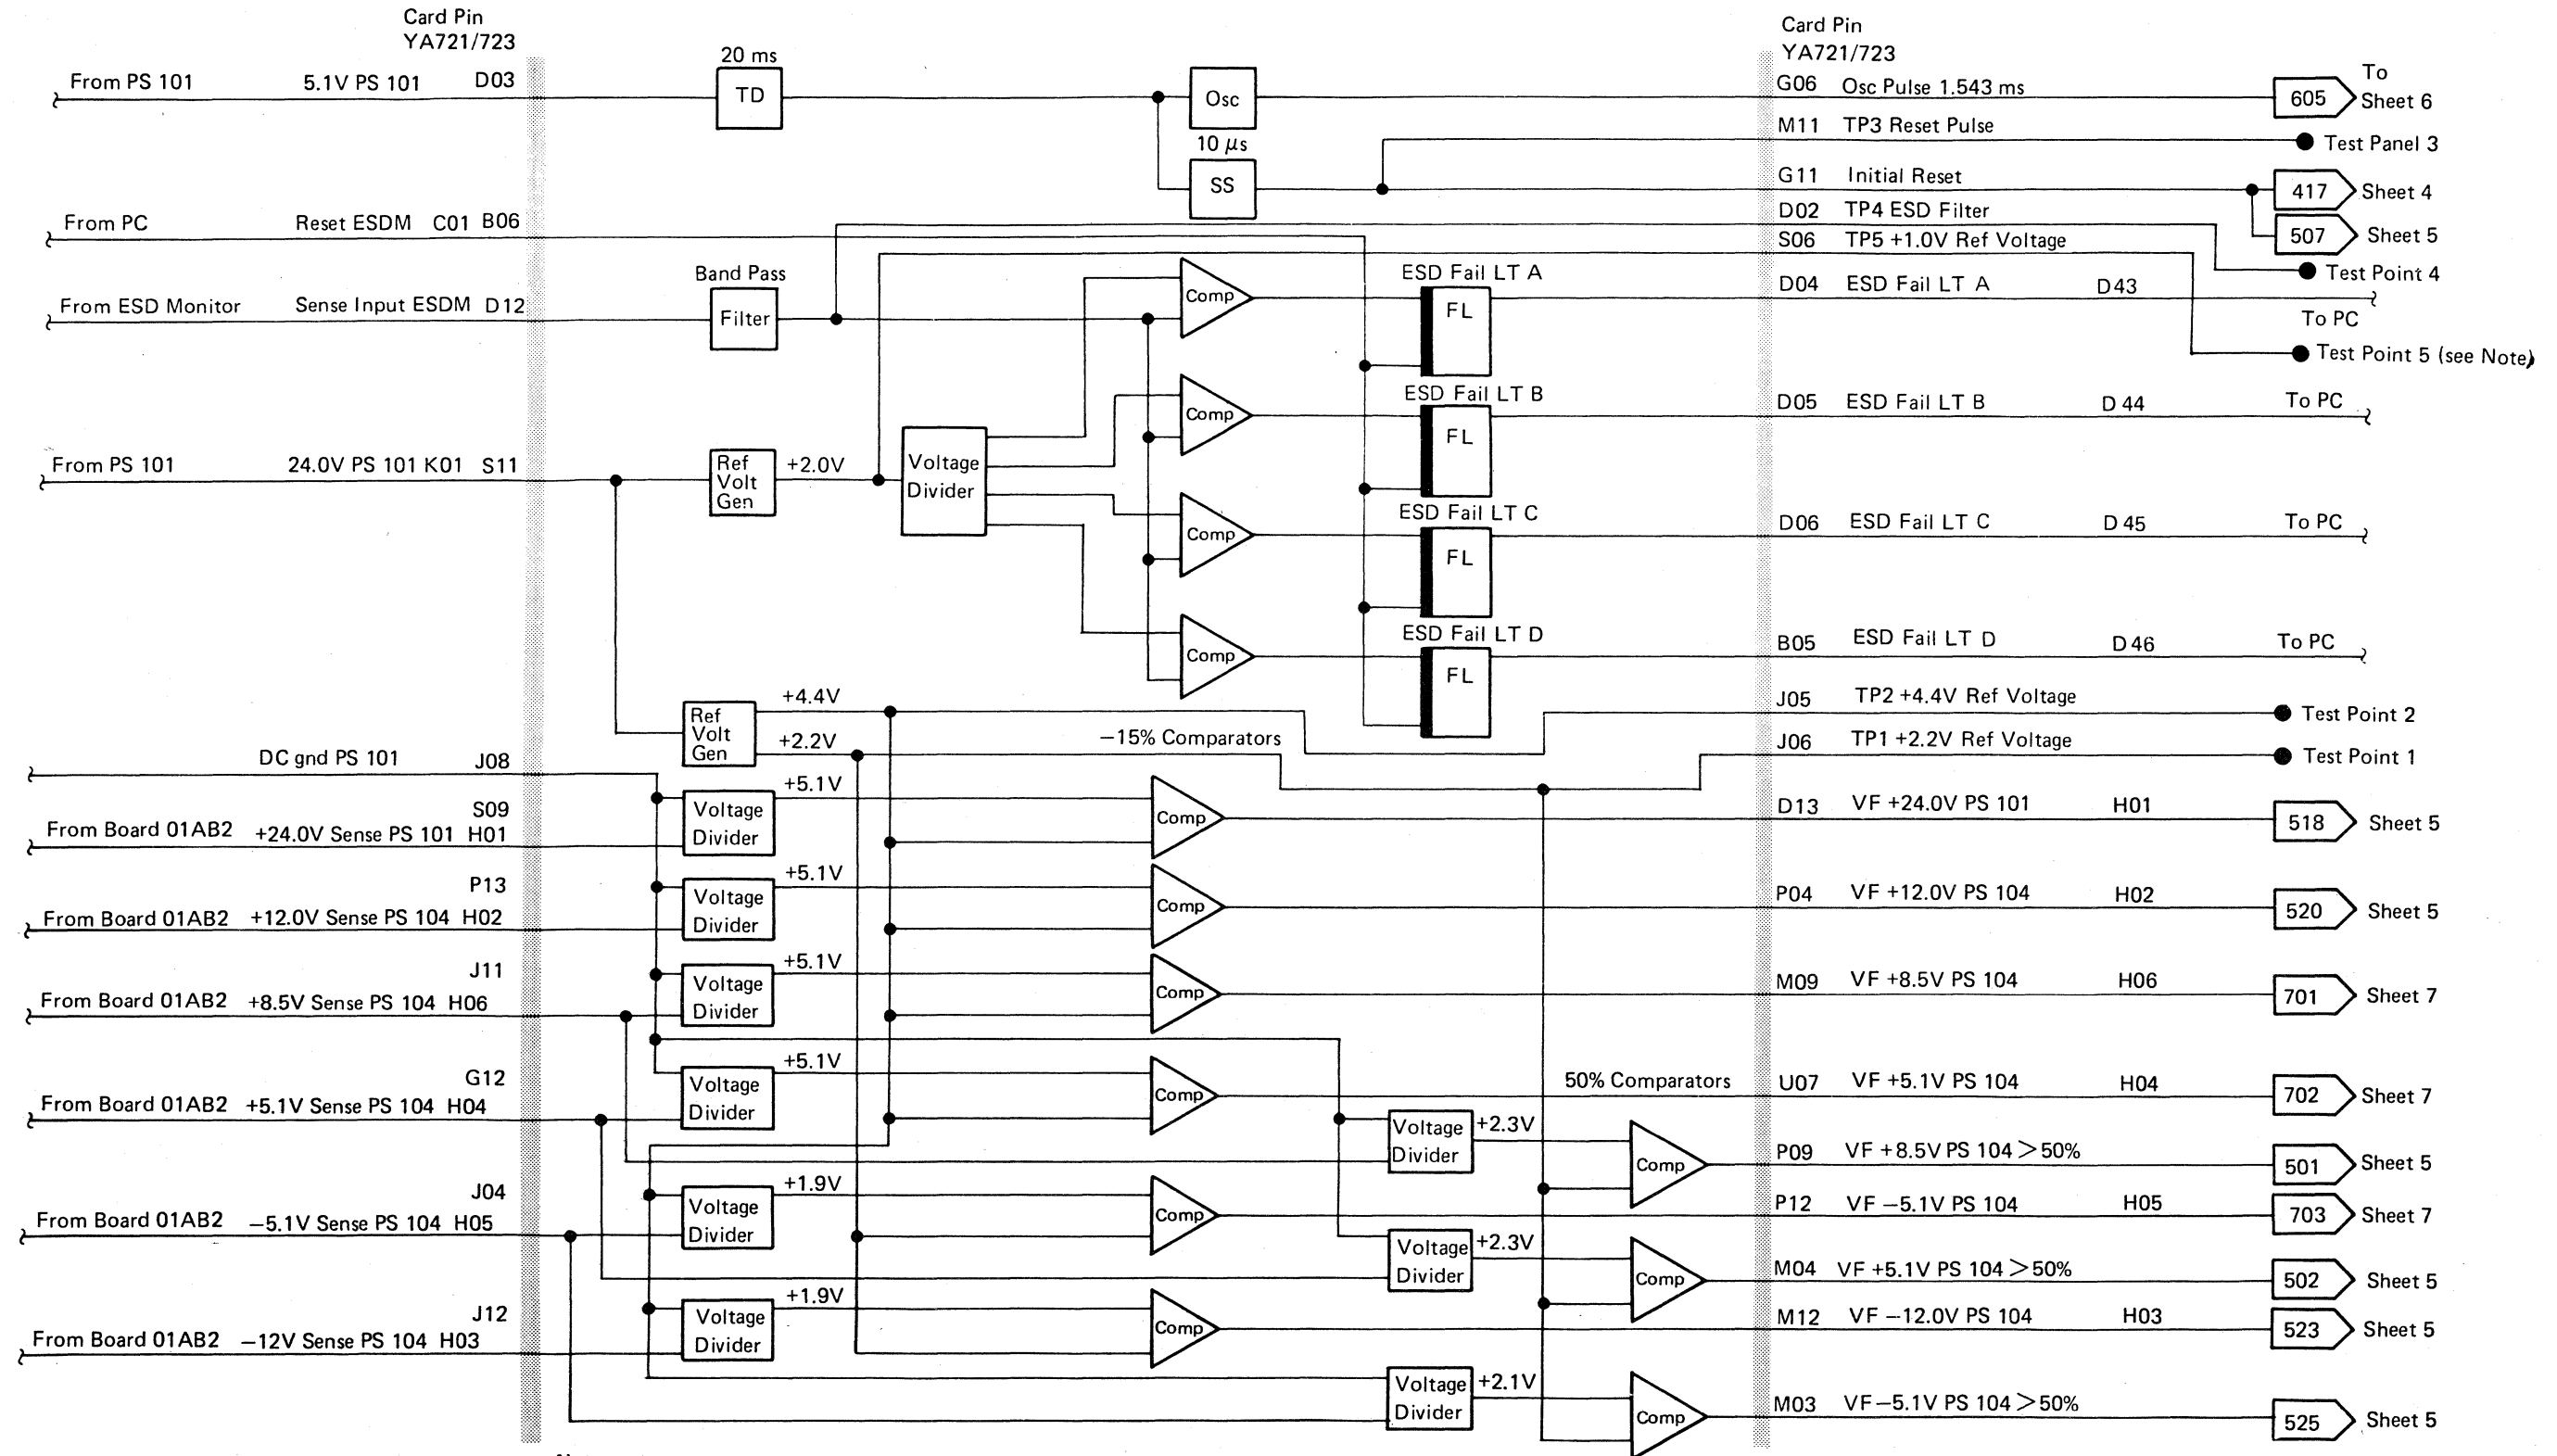 Card Pin
YA721/723
Card Pin
YA721/723
From PS 101 5.1V PS 101 D03
20 ms
TD
Osc
G06 Osc Pulse 1.543 ms
605
To
Sheet 6
10 μs
SS
M11 TP3 Reset Pulse
Test Panel 3
G11 Initial Reset
417
Sheet 4
From PC Reset ESDM C01 B06
D02 TP4 ESD Filter
507
Sheet 5
S06 TP5 +1.0V Ref Voltage
Test Point 4
From ESD Monitor Sense Input ESDM D12
Band Pass
Filter
Comp
ESD Fail LT A
FL
D04 ESD Fail LT A D43
To PC
Test Point 5 (see Note)
Comp
ESD Fail LT B
FL
D05 ESD Fail LT B D44 To PC
From PS 101 24.0V PS 101 K01 S11
Ref
Volt
Gen
+2.0V
Voltage
Divider
Comp
ESD Fail LT C
FL
D06 ESD Fail LT C D45 To PC
Comp
ESD Fail LT D
FL
B05 ESD Fail LT D D46 To PC
Ref
Volt
Gen
+4.4V
+2.2V
−15% Comparators
J05 TP2 +4.4V Ref Voltage
Test Point 2
J06 TP1 +2.2V Ref Voltage
Test Point 1
DC gnd PS 101 J08
S09
From Board 01AB2 +24.0V Sense PS 101 H01
Voltage
Divider
+5.1V
Comp
D13 VF +24.0V PS 101 H01
518
Sheet 5
P13
From Board 01AB2 +12.0V Sense PS 104 H02
Voltage
Divider
+5.1V
Comp
P04 VF +12.0V PS 104 H02
520
Sheet 5
J11
From Board 01AB2 +8.5V Sense PS 104 H06
Voltage
Divider
+5.1V
Comp
M09 VF +8.5V PS 104 H06
701
Sheet 7
G12
From Board 01AB2 +5.1V Sense PS 104 H04
Voltage
Divider
+5.1V
Comp
50% Comparators
U07 VF +5.1V PS 104 H04
702
Sheet 7
Voltage
Divider
+2.3V
Comp
P09 VF +8.5V PS 104 >50%
501
Sheet 5
J04
From Board 01AB2 −5.1V Sense PS 104 H05
Voltage
Divider
+1.9V
Comp
P12 VF −5.1V PS 104 H05
703
Sheet 7
Voltage
Divider
+2.3V
Comp
M04 VF +5.1V PS 104 >50%
502
Sheet 5
J12
From Board 01AB2 −12V Sense PS 104 H03
Voltage
Divider
+1.9V
Comp
M12 VF −12.0V PS 104 H03
523
Sheet 5
Voltage
Divider
+2.1V
Comp
M03 VF−5.1V PS 104 >50%
525
Sheet 5